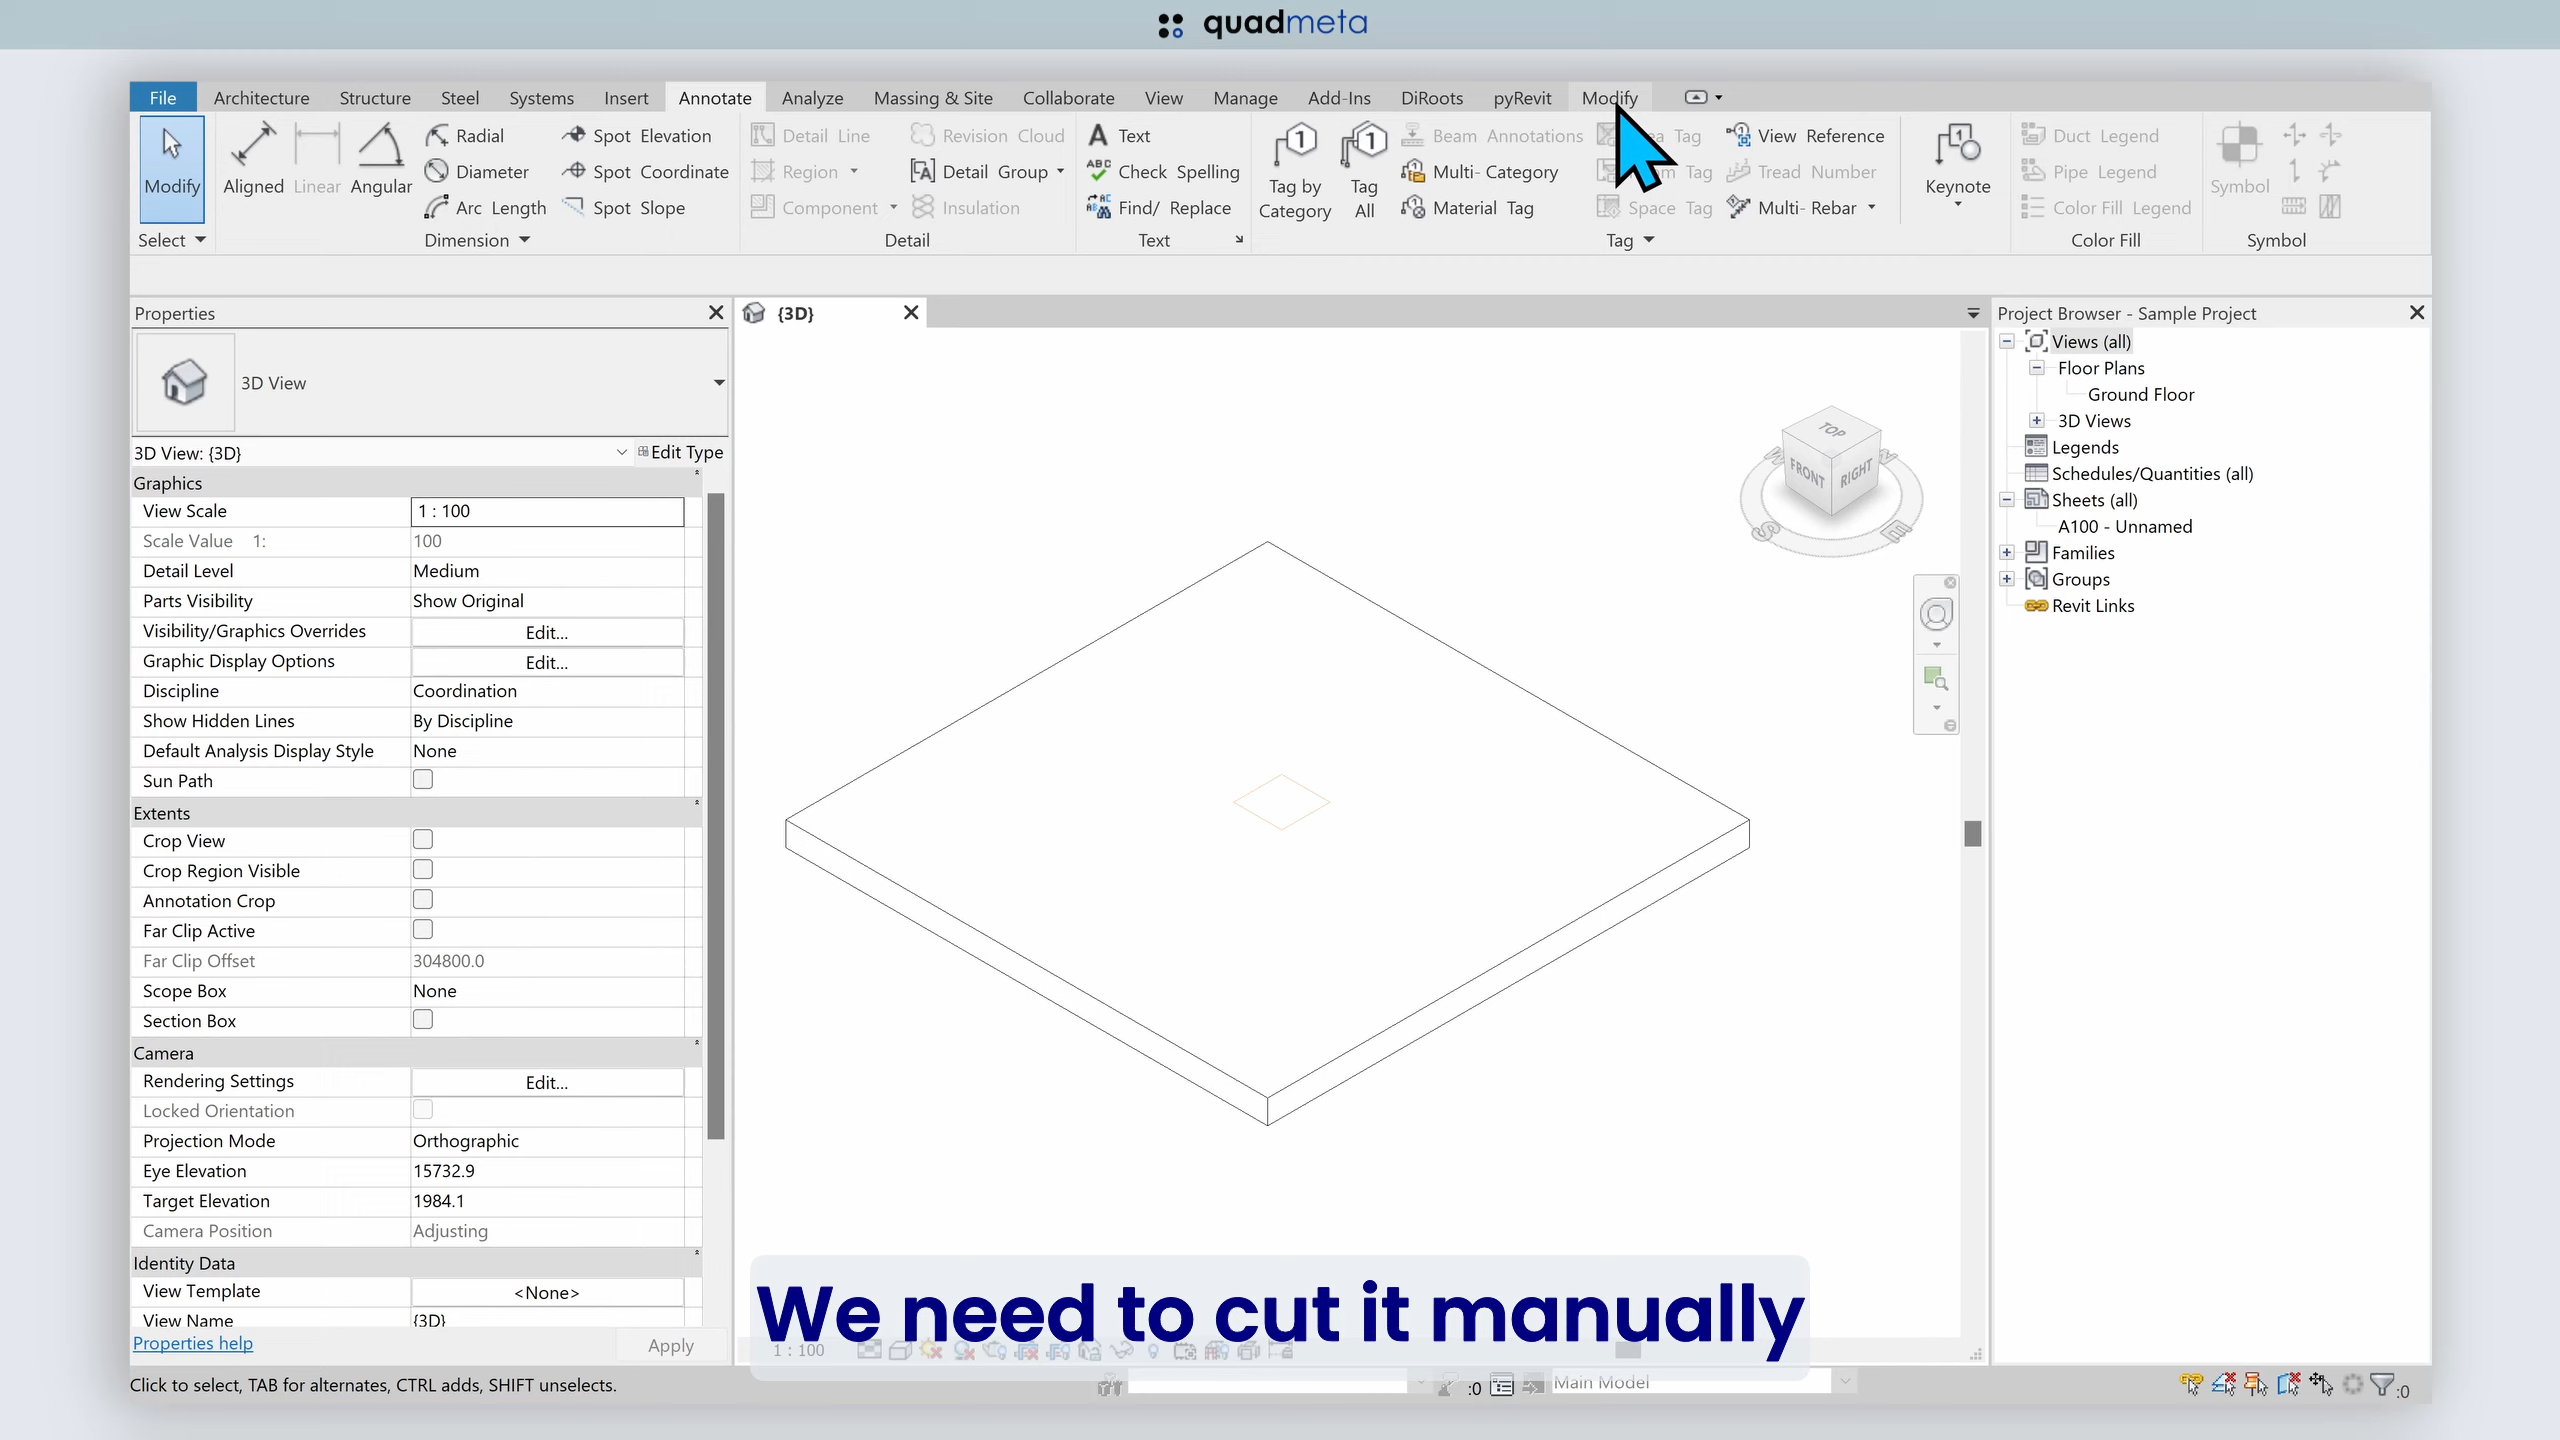 quadmeta
File Architecture Structure Steel Systems Insert Annotate Analyze Massing & Site Collaborate View Manage Add-Ins DiRoots pyRevit Modify
Modify
Select
Aligned
Linear
Angular
Radial
Diameter
Arc Length
Spot Elevation
Spot Coordinate
Spot Slope
Dimension
Detail Line
Region
Component
Revision Cloud
Detail Group
Insulation
Detail
Text
Check Spelling
Find/ Replace
Text
Tag by
Category
Tag
All
Beam Annotations
Multi- Category
Material Tag
Tag
Tag
Space Tag
View Reference
Tread Number
Multi- Rebar
Tag
Keynote
Duct Legend
Pipe Legend
Color Fill Legend
Color Fill
Symbol
Symbol
Properties
3D View
3D View: {3D}
Edit Type
Graphics
View Scale 1 : 100
Scale Value 1: 100
Detail Level Medium
Parts Visibility Show Original
Visibility/Graphics Overrides Edit...
Graphic Display Options Edit...
Discipline Coordination
Show Hidden Lines By Discipline
Default Analysis Display Style None
Sun Path
Extents
Crop View
Crop Region Visible
Annotation Crop
Far Clip Active
Far Clip Offset 304800.0
Scope Box None
Section Box
Camera
Rendering Settings Edit...
Locked Orientation
Projection Mode Orthographic
Eye Elevation 15732.9
Target Elevation 1984.1
Camera Position Adjusting
Identity Data
View Template <None>
View Name {3D}
Properties help
Apply
{3D}
TOP
FRONT
RIGHT
S
E
We need to cut it manually
1 : 100
Project Browser - Sample Project
Views (all)
Floor Plans
Ground Floor
3D Views
Legends
Schedules/Quantities (all)
Sheets (all)
A100 - Unnamed
Families
Groups
Revit Links
Click to select, TAB for alternates, CTRL adds, SHIFT unselects.
:0
Main Model
:0